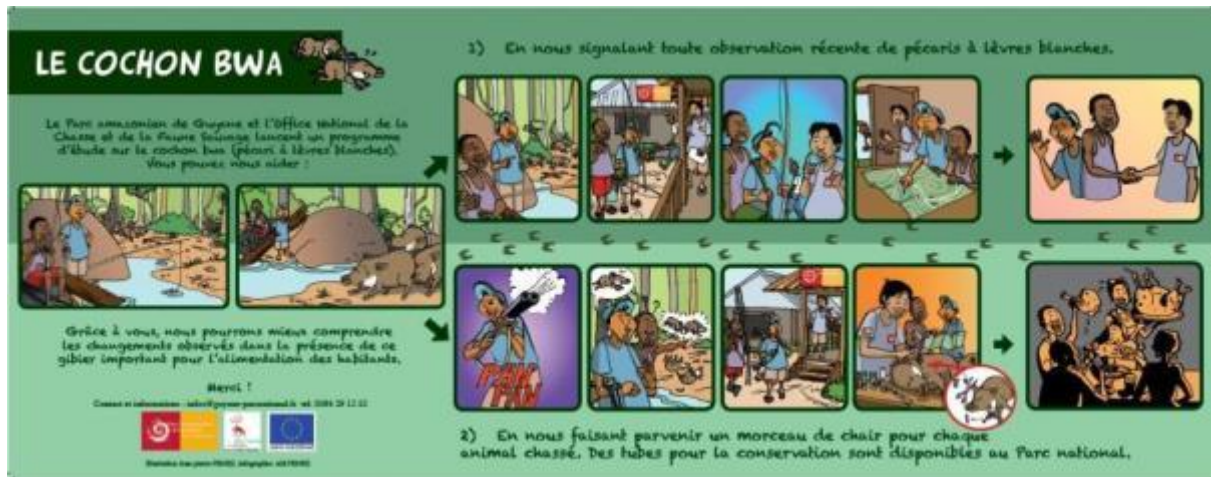 LE COCHON BWA
Le Parc amazonien de Guyane et l'Office National de la
Chasse et de la Faune Sauvage lancent un programme
d'étude sur le cochon bwa (pécari à lèvres blanches).
Vous pouvez nous aider :
1) En nous signalant toute observation récente de pécaris à lèvres blanches.
Grâce à vous, nous pourrons mieux comprendre
les changements observés dans la présence de ce
gibier important pour l'alimentation des habitants.
Merci !
Contact et informations :
PAN
PAN
2) En nous faisant parvenir un morceau de chair pour chaque
animal chassé. Des tubes pour la conservation sont disponibles au Parc national.